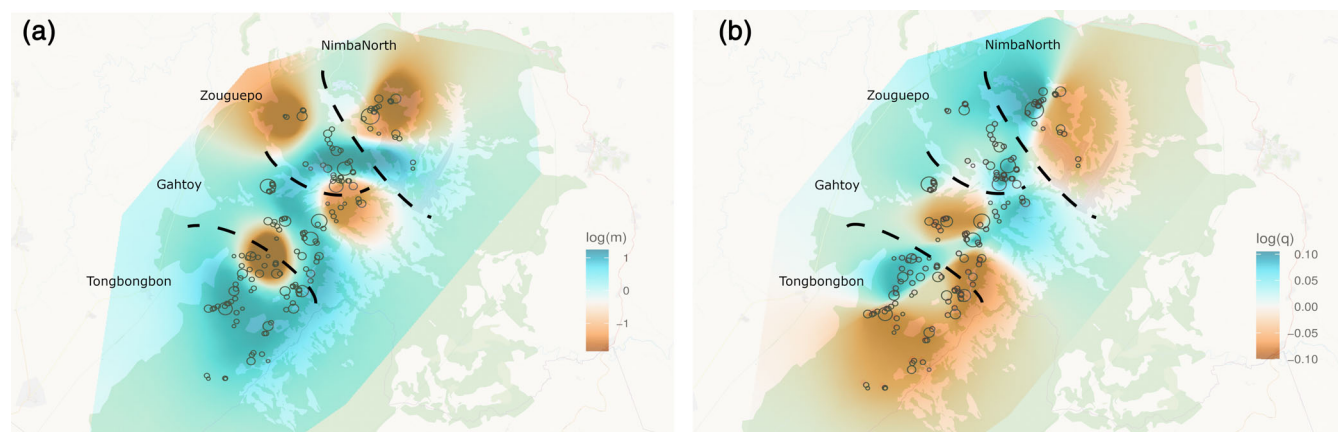 (a)
NimbaNorth
Zouguepo
Gahtoy
Tongbongbon
log(m)
1
0
−1
(b)
NimbaNorth
Zouguepo
Gahtoy
Tongbongbon
log(q)
0.10
0.05
0.00
−0.05
−0.10